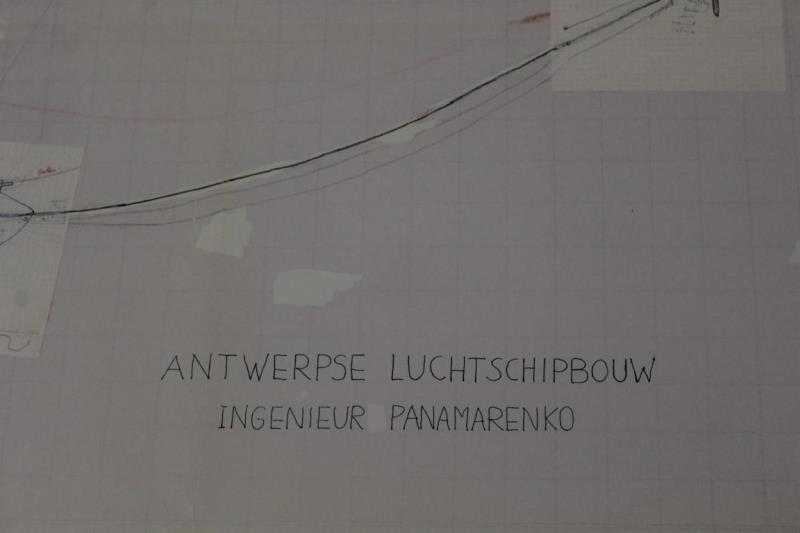 ANTWERPSE LUCHTSCHIPBOUW
INGENIEUR PANAMARENKO